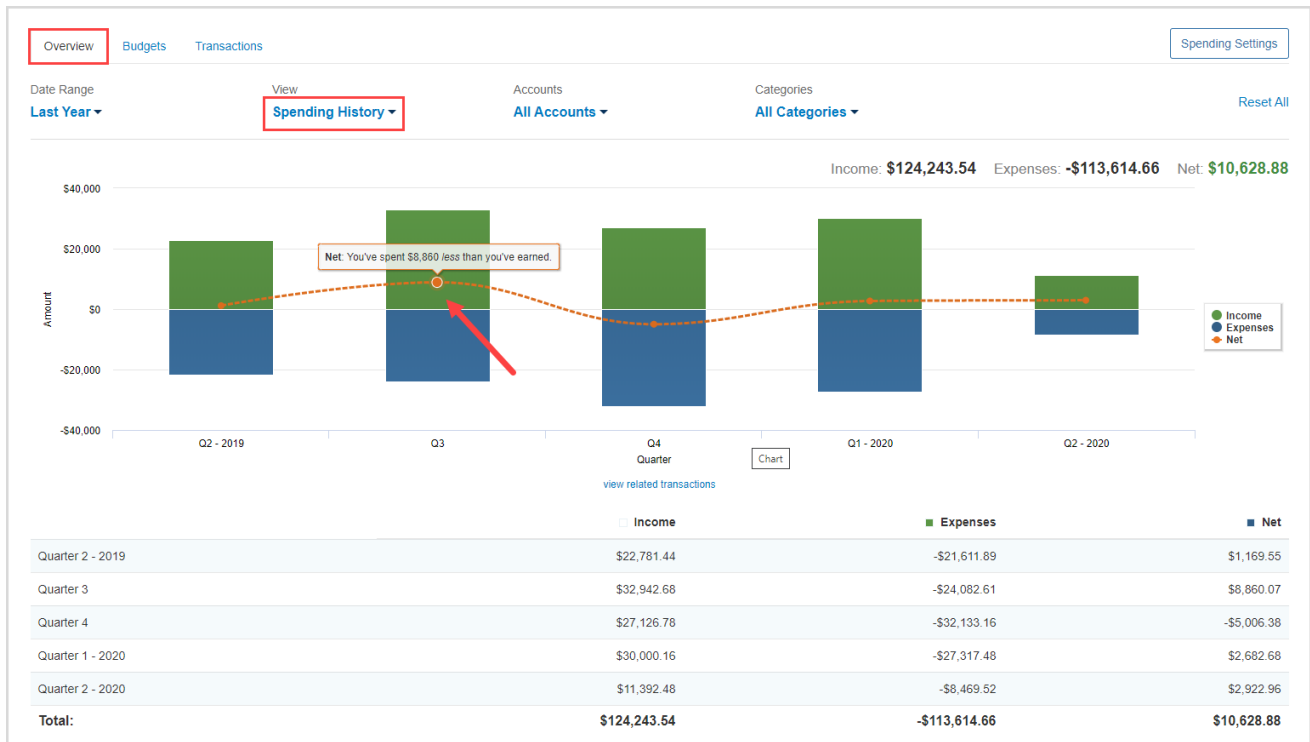 Overview Budgets Transactions Spending Settings
Date Range View Accounts Categories
Last Year Spending History All Accounts All Categories Reset All
Income: $124,243.54 Expenses: -$113,614.66 Net: $10,628.88
$40,000
$20,000
Net: You've spent $8,860 less than you've earned.
$0
Amount
-$20,000
-$40,000
Income
Expenses
Net
Q2 - 2019 Q3 Q4 Q1 - 2020 Q2 - 2020
Quarter
Chart
view related transactions
Income Expenses Net
Quarter 2 - 2019 $22,781.44 -$21,611.89 $1,169.55
Quarter 3 $32,942.68 -$24,082.61 $8,860.07
Quarter 4 $27,126.78 -$32,133.16 -$5,006.38
Quarter 1 - 2020 $30,000.16 -$27,317.48 $2,682.68
Quarter 2 - 2020 $11,392.48 -$8,469.52 $2,922.96
Total: $124,243.54 -$113,614.66 $10,628.88